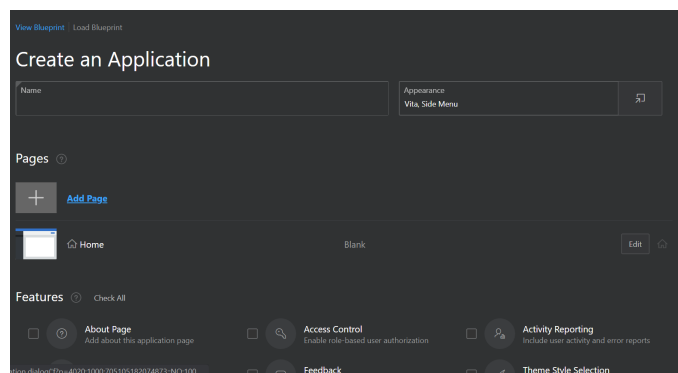 View Blueprint | Load Blueprint
Create an Application
Name
Appearance
Vita, Side Menu
Pages
Add Page
Home Blank Edit
Features Check All
About Page
Add about this application page
Access Control
Enable role-based user authorization
Activity Reporting
Include user activity and error reports
Feedback
Theme Style Selection